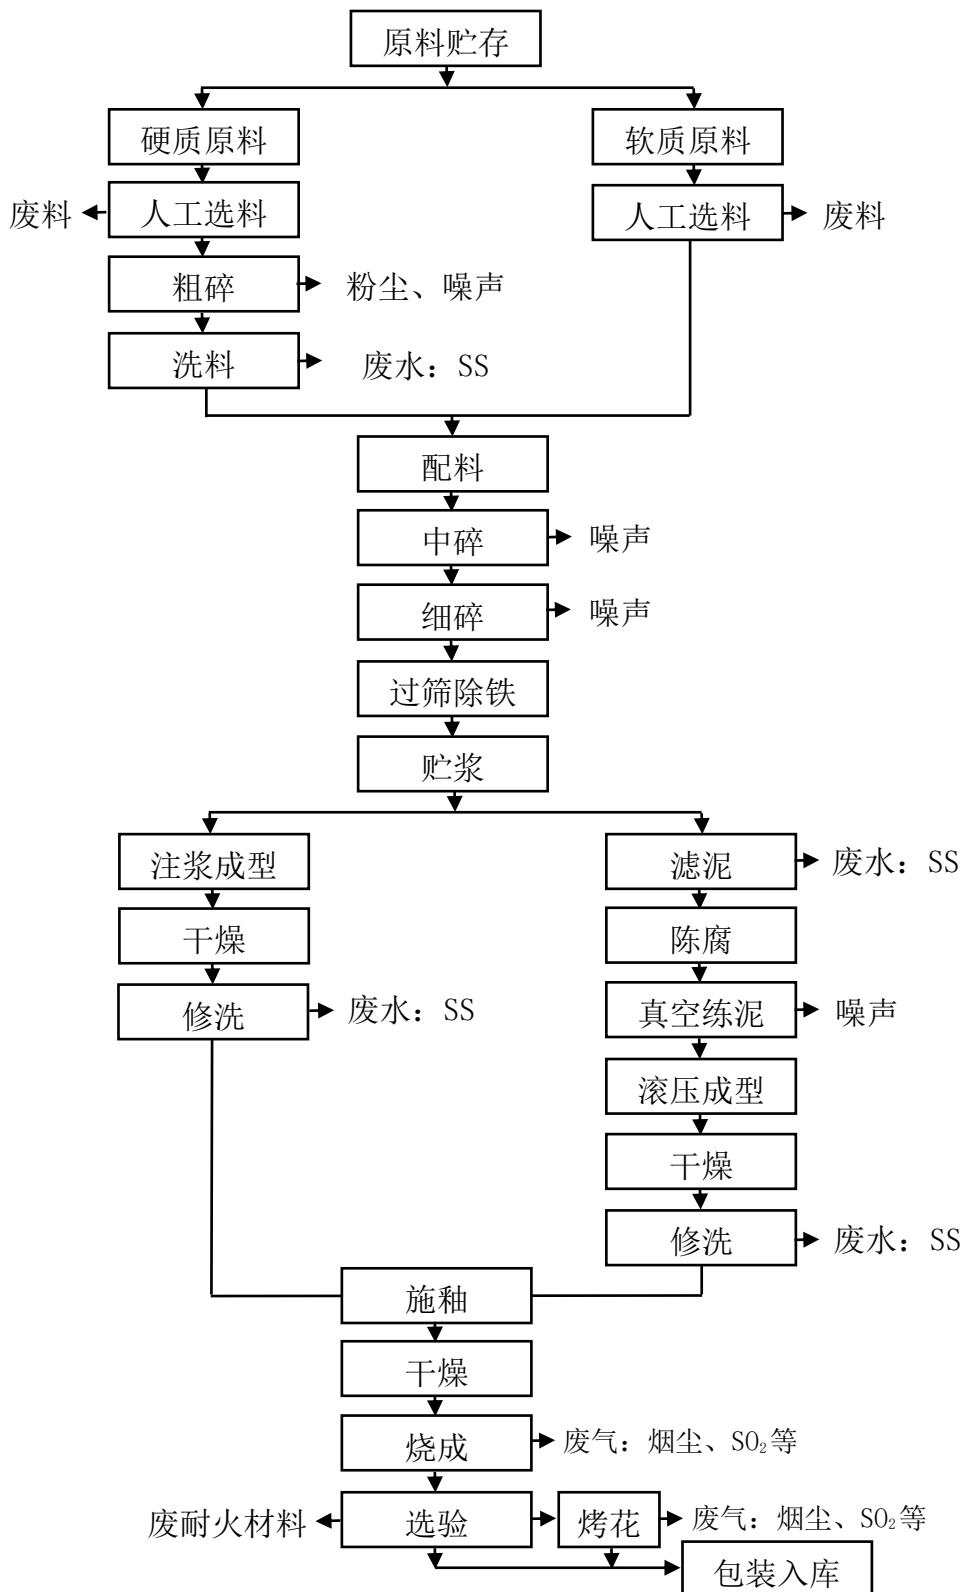 原料贮存
硬质原料
软质原料
废料
人工选料
人工选料
废料
粗碎
粉尘、噪声
洗料
废水：SS
配料
中碎
噪声
细碎
噪声
过筛除铁
贮浆
注浆成型
滤泥
废水：SS
干燥
陈腐
修洗
废水：SS
真空练泥
噪声
滚压成型
干燥
修洗
废水：SS
施釉
干燥
烧成
废气：烟尘、SO₂等
废耐火材料
选验
烤花
废气：烟尘、SO₂等
包装入库